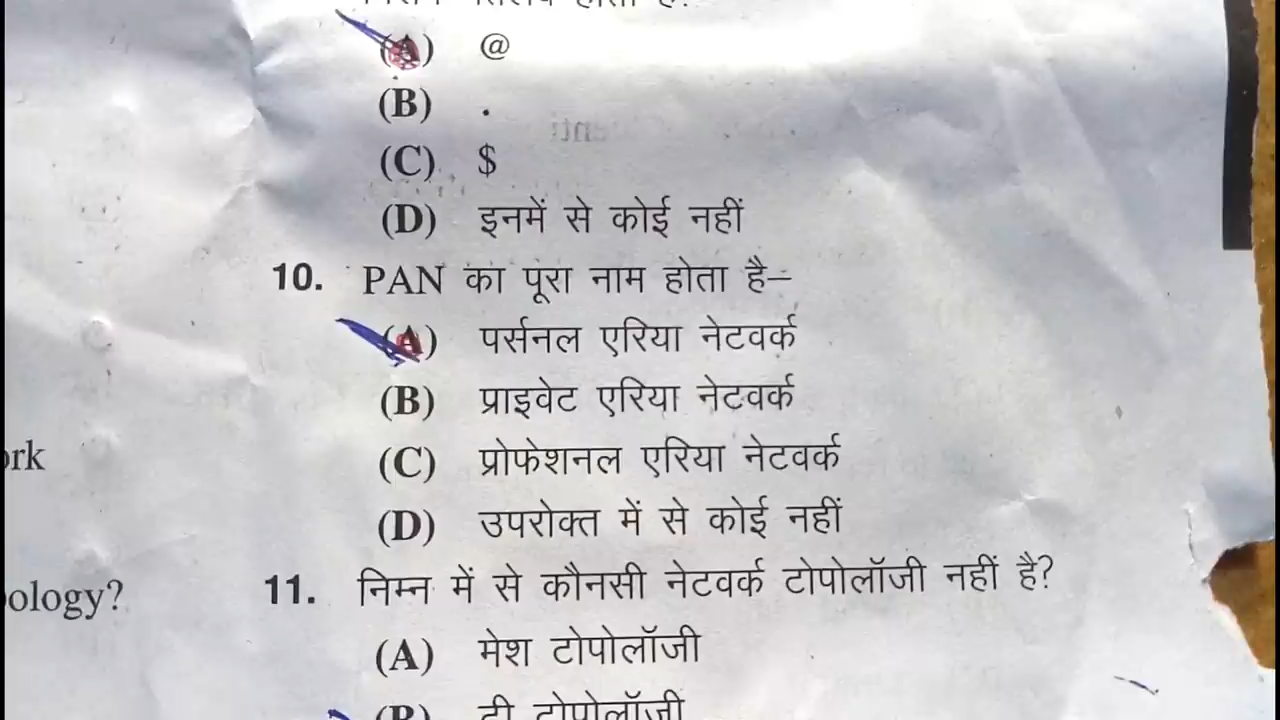 (A) @
(B) .
(C) $
(D) इनमें से कोई नहीं
10. PAN का पूरा नाम होता है–
(A) पर्सनल एरिया नेटवर्क
(B) प्राइवेट एरिया नेटवर्क
(C) प्रोफेशनल एरिया नेटवर्क
(D) उपरोक्त में से कोई नहीं
ork
ology?
11. निम्न में से कौनसी नेटवर्क टोपोलॉजी नहीं है?
(A) मेश टोपोलॉजी
(B) टी टोपोलॉजी